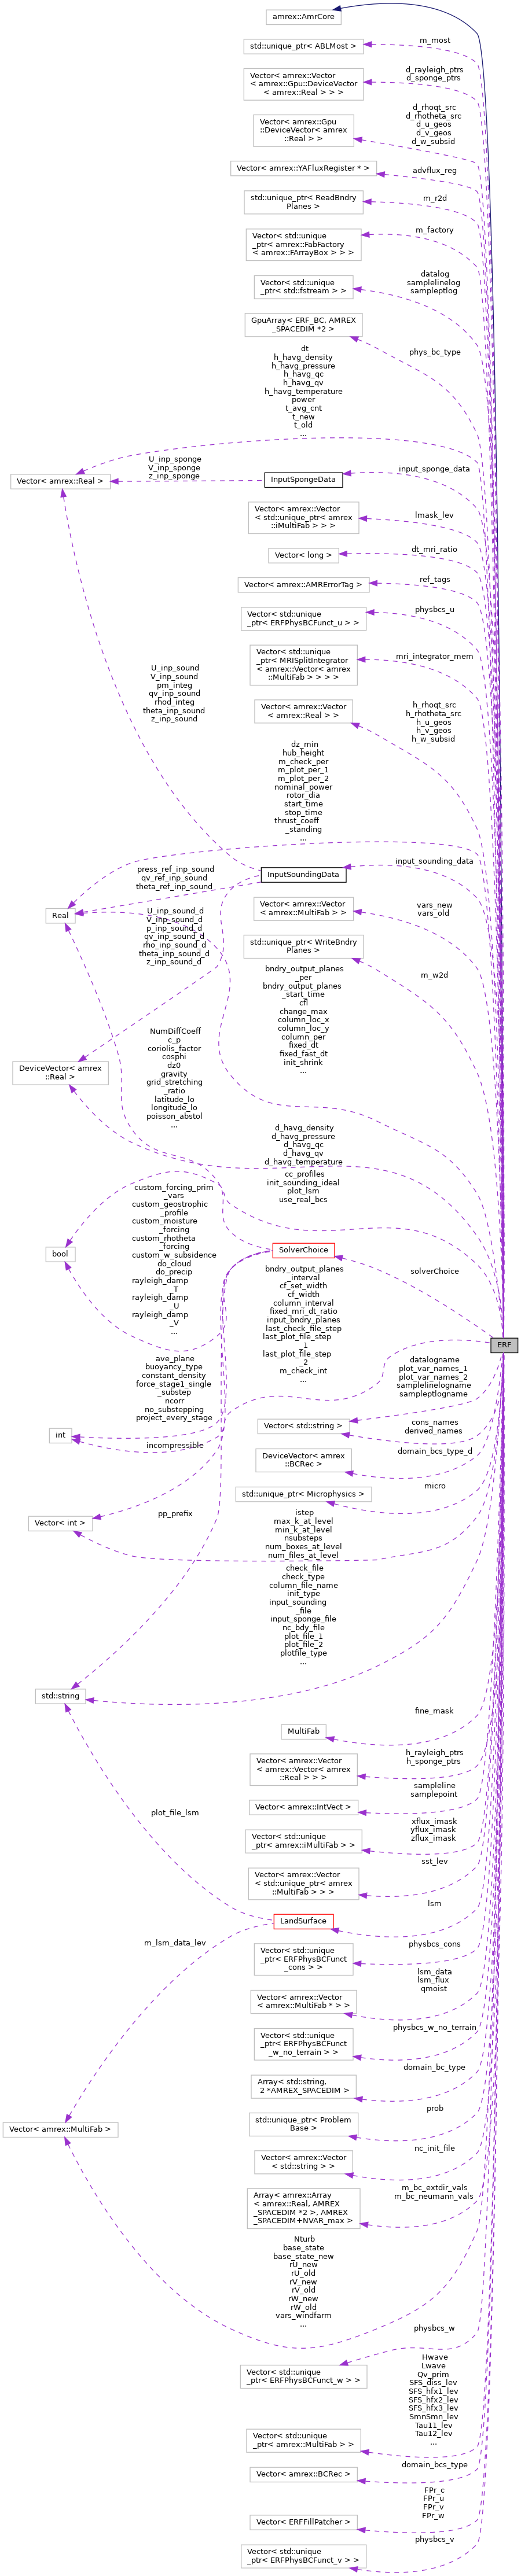 amrex::AmrCore
m_most
std::unique_ptr< ABLMost >
d_rayleigh_ptrs
d_sponge_ptrs
Vector< amrex::Vector
< amrex::Gpu::DeviceVector
< amrex::Real > > >
d_rhoqt_src
d_rhotheta_src
d_u_geos
d_v_geos
d_w_subsid
Vector< amrex::Gpu
::DeviceVector< amrex
::Real > >
advflux_reg
Vector< amrex::YAFluxRegister * >
m_r2d
std::unique_ptr< ReadBndry
Planes >
m_factory
Vector< std::unique
_ptr< amrex::FabFactory
< amrex::FArrayBox > > >
datalog
samplelinelog
sampleptlog
Vector< std::unique
_ptr< std::fstream > >
GpuArray< ERF_BC, AMREX
_SPACEDIM *2 >
phys_bc_type
dt
h_havg_density
h_havg_pressure
h_havg_qc
h_havg_qv
h_havg_temperature
power
t_avg_cnt
t_new
t_old
...
Vector< amrex::Real >
U_inp_sponge
V_inp_sponge
z_inp_sponge
InputSpongeData
input_sponge_data
Vector< amrex::Vector
< std::unique_ptr< amrex
::iMultiFab > > >
lmask_lev
Vector< long >
dt_mri_ratio
Vector< amrex::AMRErrorTag >
ref_tags
Vector< std::unique
_ptr< ERFPhysBCFunct_u > >
physbcs_u
Vector< std::unique
_ptr< MRISplitIntegrator
< amrex::Vector< amrex
::MultiFab > > > >
mri_integrator_mem
U_inp_sound
V_inp_sound
pm_integ
qv_inp_sound
rhod_integ
theta_inp_sound
z_inp_sound
Vector< amrex::Vector
< amrex::Real > >
h_rhoqt_src
h_rhotheta_src
h_u_geos
h_v_geos
h_w_subsid
dz_min
hub_height
m_check_per
m_plot_per_1
m_plot_per_2
nominal_power
rotor_dia
start_time
stop_time
thrust_coeff
_standing
...
InputSoundingData
input_sounding_data
press_ref_inp_sound
qv_ref_inp_sound
theta_ref_inp_sound
Real
Vector< amrex::Vector
< amrex::MultiFab > >
vars_new
vars_old
U_inp_sound_d
V_inp_sound_d
p_inp_sound_d
qv_inp_sound_d
rho_inp_sound_d
theta_inp_sound_d
z_inp_sound_d
std::unique_ptr< WriteBndry
Planes >
m_w2d
bndry_output_planes
_per
bndry_output_planes
_start_time
cfl
change_max
column_loc_x
column_loc_y
column_per
fixed_dt
fixed_fast_dt
init_shrink
...
DeviceVector< amrex
::Real >
NumDiffCoeff
c_p
coriolis_factor
cosphi
dz0
gravity
grid_stretching
_ratio
latitude_lo
longitude_lo
poisson_abstol
...
d_havg_density
d_havg_pressure
d_havg_qc
d_havg_qv
d_havg_temperature
cc_profiles
init_sounding_ideal
plot_lsm
use_real_bcs
custom_forcing_prim
_vars
custom_geostrophic
_profile
custom_moisture
_forcing
custom_rhotheta
_forcing
custom_w_subsidence
do_cloud
do_precip
rayleigh_damp
_T
rayleigh_damp
_U
rayleigh_damp
_V
...
bool
SolverChoice
solverChoice
bndry_output_planes
_interval
cf_set_width
cf_width
column_interval
fixed_mri_dt_ratio
input_bndry_planes
last_check_file_step
last_plot_file_step
_1
last_plot_file_step
_2
m_check_int
...
ERF
ave_plane
buoyancy_type
constant_density
force_stage1_single
_substep
ncorr
no_substepping
project_every_stage
int
datalogname
plot_var_names_1
plot_var_names_2
samplelinelogname
sampleptlogname
Vector< std::string >
cons_names
derived_names
incompressible
DeviceVector< amrex
::BCRec >
domain_bcs_type_d
std::unique_ptr< Microphysics >
micro
Vector< int >
pp_prefix
istep
max_k_at_level
min_k_at_level
nsubsteps
num_boxes_at_level
num_files_at_level
check_file
check_type
column_file_name
init_type
input_sounding
_file
input_sponge_file
nc_bdy_file
plot_file_1
plot_file_2
plotfile_type
...
std::string
MultiFab
fine_mask
Vector< amrex::Vector
< amrex::Vector< amrex
::Real > > >
h_rayleigh_ptrs
h_sponge_ptrs
Vector< amrex::IntVect >
sampleline
samplepoint
plot_file_lsm
Vector< std::unique
_ptr< amrex::iMultiFab > >
xflux_imask
yflux_imask
zflux_imask
Vector< amrex::Vector
< std::unique_ptr< amrex
::MultiFab > > >
sst_lev
LandSurface
lsm
m_lsm_data_lev
Vector< std::unique
_ptr< ERFPhysBCFunct
_cons > >
physbcs_cons
Vector< amrex::Vector
< amrex::MultiFab * > >
lsm_data
lsm_flux
qmoist
Vector< std::unique
_ptr< ERFPhysBCFunct
_w_no_terrain > >
physbcs_w_no_terrain
Array< std::string,
2 *AMREX_SPACEDIM >
domain_bc_type
Vector< amrex::MultiFab >
std::unique_ptr< Problem
Base >
prob
Vector< amrex::Vector
< std::string > >
nc_init_file
Array< amrex::Array
< amrex::Real, AMREX
_SPACEDIM *2 >, AMREX
_SPACEDIM+NVAR_max >
m_bc_extdir_vals
m_bc_neumann_vals
Nturb
base_state
base_state_new
rU_new
rU_old
rV_new
rV_old
rW_new
rW_old
vars_windfarm
...
Vector< std::unique
_ptr< ERFPhysBCFunct_w > >
physbcs_w
Hwave
Lwave
Qv_prim
SFS_diss_lev
SFS_hfx1_lev
SFS_hfx2_lev
SFS_hfx3_lev
SmnSmn_lev
Tau11_lev
Tau12_lev
...
Vector< std::unique
_ptr< amrex::MultiFab > >
Vector< amrex::BCRec >
domain_bcs_type
Vector< ERFFillPatcher >
FPr_c
FPr_u
FPr_v
FPr_w
Vector< std::unique
_ptr< ERFPhysBCFunct_v > >
physbcs_v